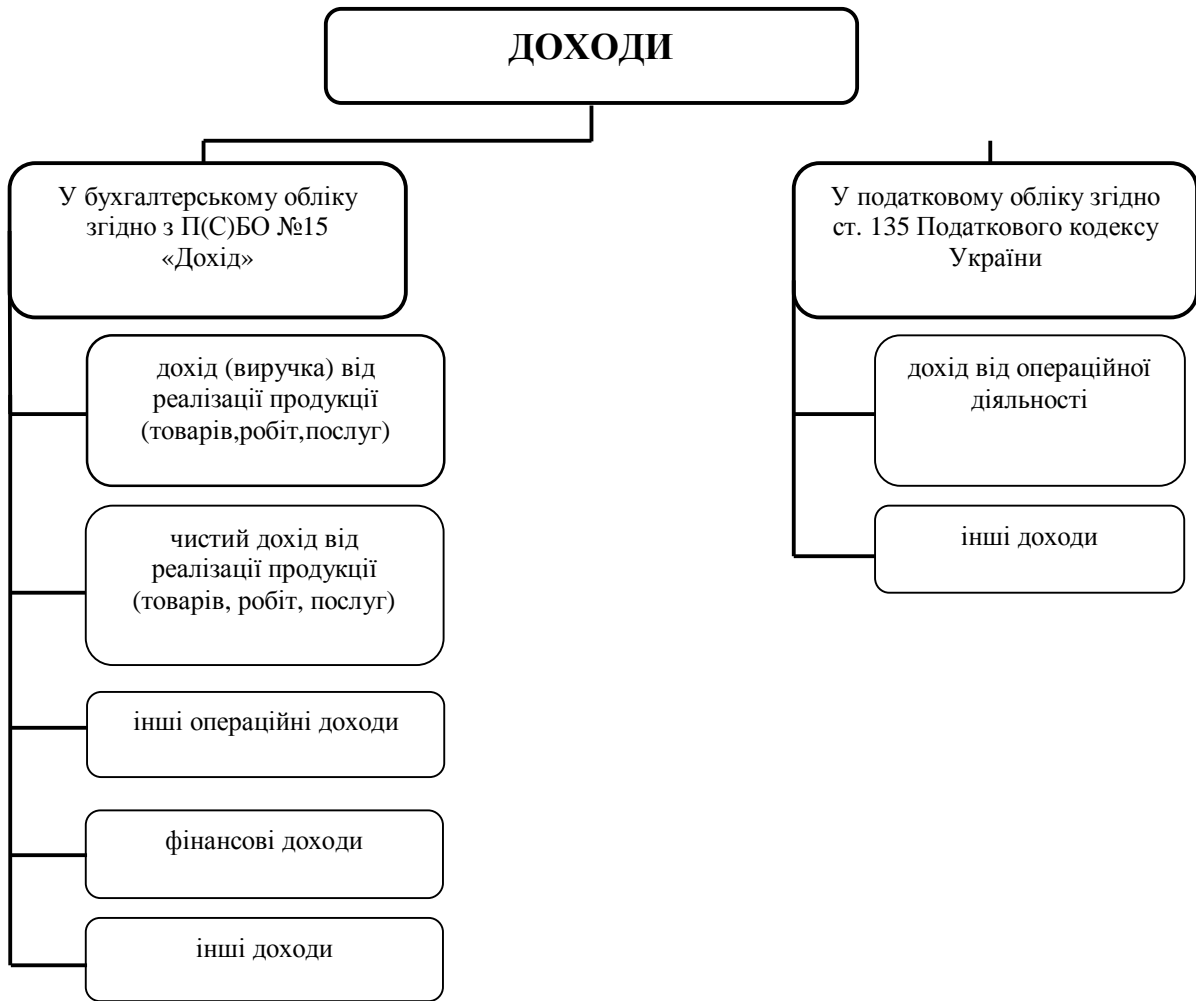 ДОХОДИ
У бухгалтерському обліку
згідно з П(С)БО №15
«Дохід»
дохід (виручка) від
реалізації продукції
(товарів,робіт,послуг)
чистий дохід від
реалізації продукції
(товарів, робіт, послуг)
інші операційні доходи
фінансові доходи
інші доходи
У податковому обліку згідно
ст. 135 Податкового кодексу
України
дохід від операційної
діяльності
інші доходи